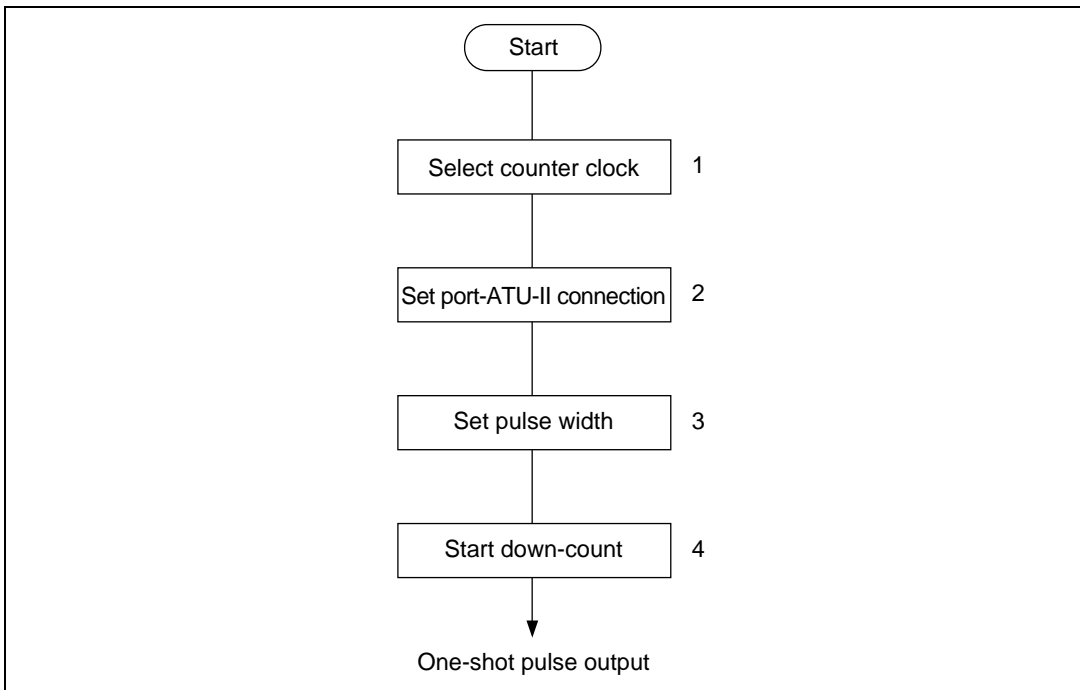 Start
Select counter clock 1
Set port-ATU-II connection 2
Set pulse width 3
Start down-count 4
One-shot pulse output